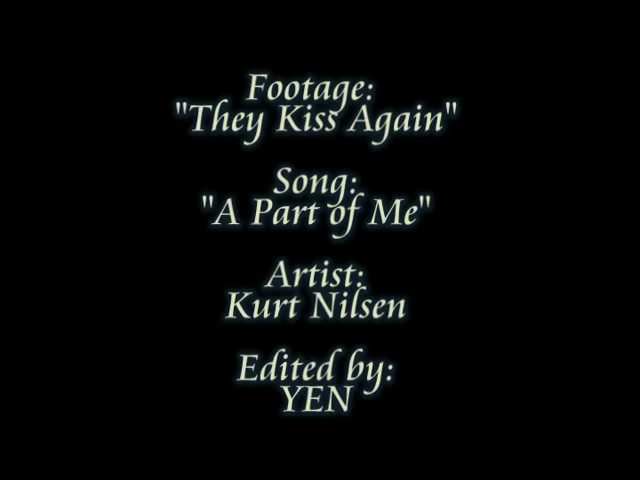 Footage:
"They Kiss Again"
Song:
"A Part of Me"
Artist:
Kurt Nilsen
Edited by:
YEN